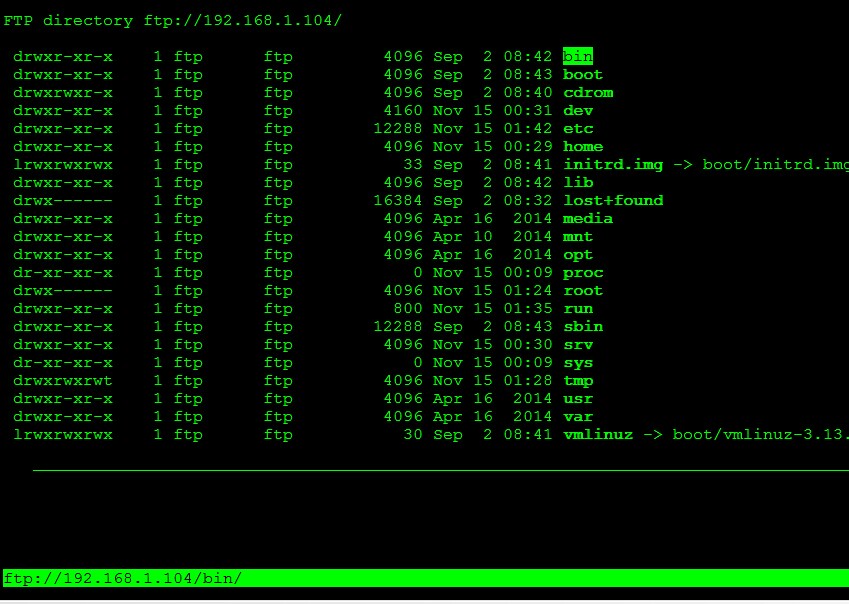 FTP directory ftp://192.168.1.104/
drwxr-xr-x    1 ftp      ftp          4096 Sep  2 08:42 bin
drwxr-xr-x    1 ftp      ftp          4096 Sep  2 08:43 boot
drwxrwxr-x    1 ftp      ftp          4096 Sep  2 08:40 cdrom
drwxr-xr-x    1 ftp      ftp          4160 Nov 15 00:31 dev
drwxr-xr-x    1 ftp      ftp         12288 Nov 15 01:42 etc
drwxr-xr-x    1 ftp      ftp          4096 Nov 15 00:29 home
lrwxrwxrwx    1 ftp      ftp            33 Sep  2 08:41 initrd.img -> boot/initrd.img
drwxr-xr-x    1 ftp      ftp          4096 Sep  2 08:42 lib
drwx------    1 ftp      ftp         16384 Sep  2 08:32 lost+found
drwxr-xr-x    1 ftp      ftp          4096 Apr 16  2014 media
drwxr-xr-x    1 ftp      ftp          4096 Apr 10  2014 mnt
drwxr-xr-x    1 ftp      ftp          4096 Apr 16  2014 opt
dr-xr-xr-x    1 ftp      ftp             0 Nov 15 00:09 proc
drwx------    1 ftp      ftp          4096 Nov 15 01:24 root
drwxr-xr-x    1 ftp      ftp           800 Nov 15 01:35 run
drwxr-xr-x    1 ftp      ftp         12288 Sep  2 08:43 sbin
drwxr-xr-x    1 ftp      ftp          4096 Nov 15 00:30 srv
dr-xr-xr-x    1 ftp      ftp             0 Nov 15 00:09 sys
drwxrwxrwt    1 ftp      ftp          4096 Nov 15 01:28 tmp
drwxr-xr-x    1 ftp      ftp          4096 Apr 16  2014 usr
drwxr-xr-x    1 ftp      ftp          4096 Apr 16  2014 var
lrwxrwxrwx    1 ftp      ftp            30 Sep  2 08:41 vmlinuz -> boot/vmlinuz-3.13.
ftp://192.168.1.104/bin/